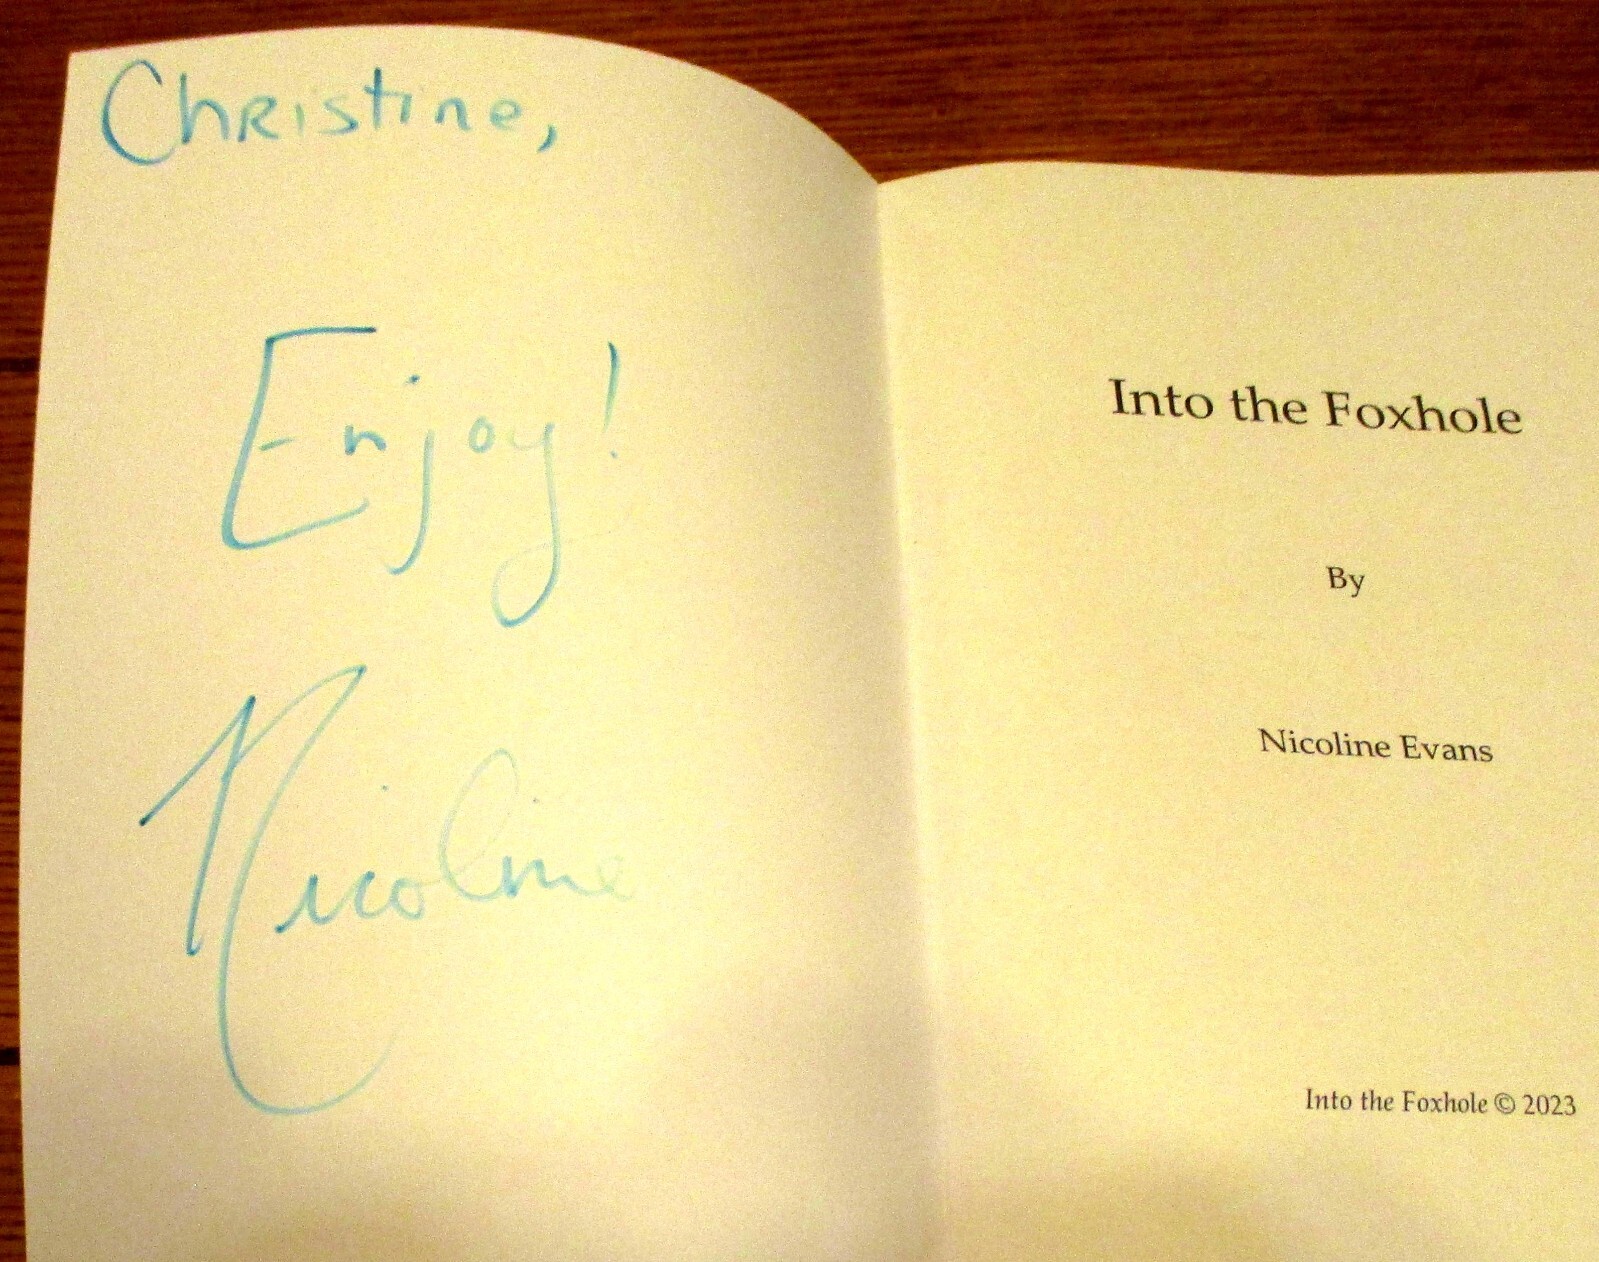 Christine,
Enjoy!
Nicoline
Into the Foxhole
By
Nicoline Evans
Into the Foxhole © 2023